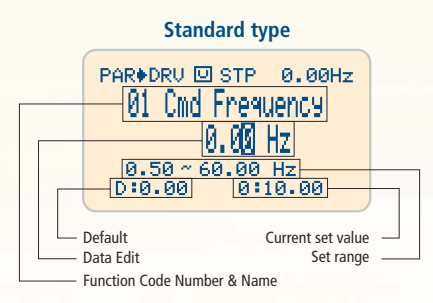 Standard type
PAR➧DRV U STP 0.00Hz
01 Cmd Frequency
0.00 Hz
0.50 ~ 60.00 Hz
D:0.00 0:10.00
Default Current set value
Data Edit Set range
Function Code Number & Name